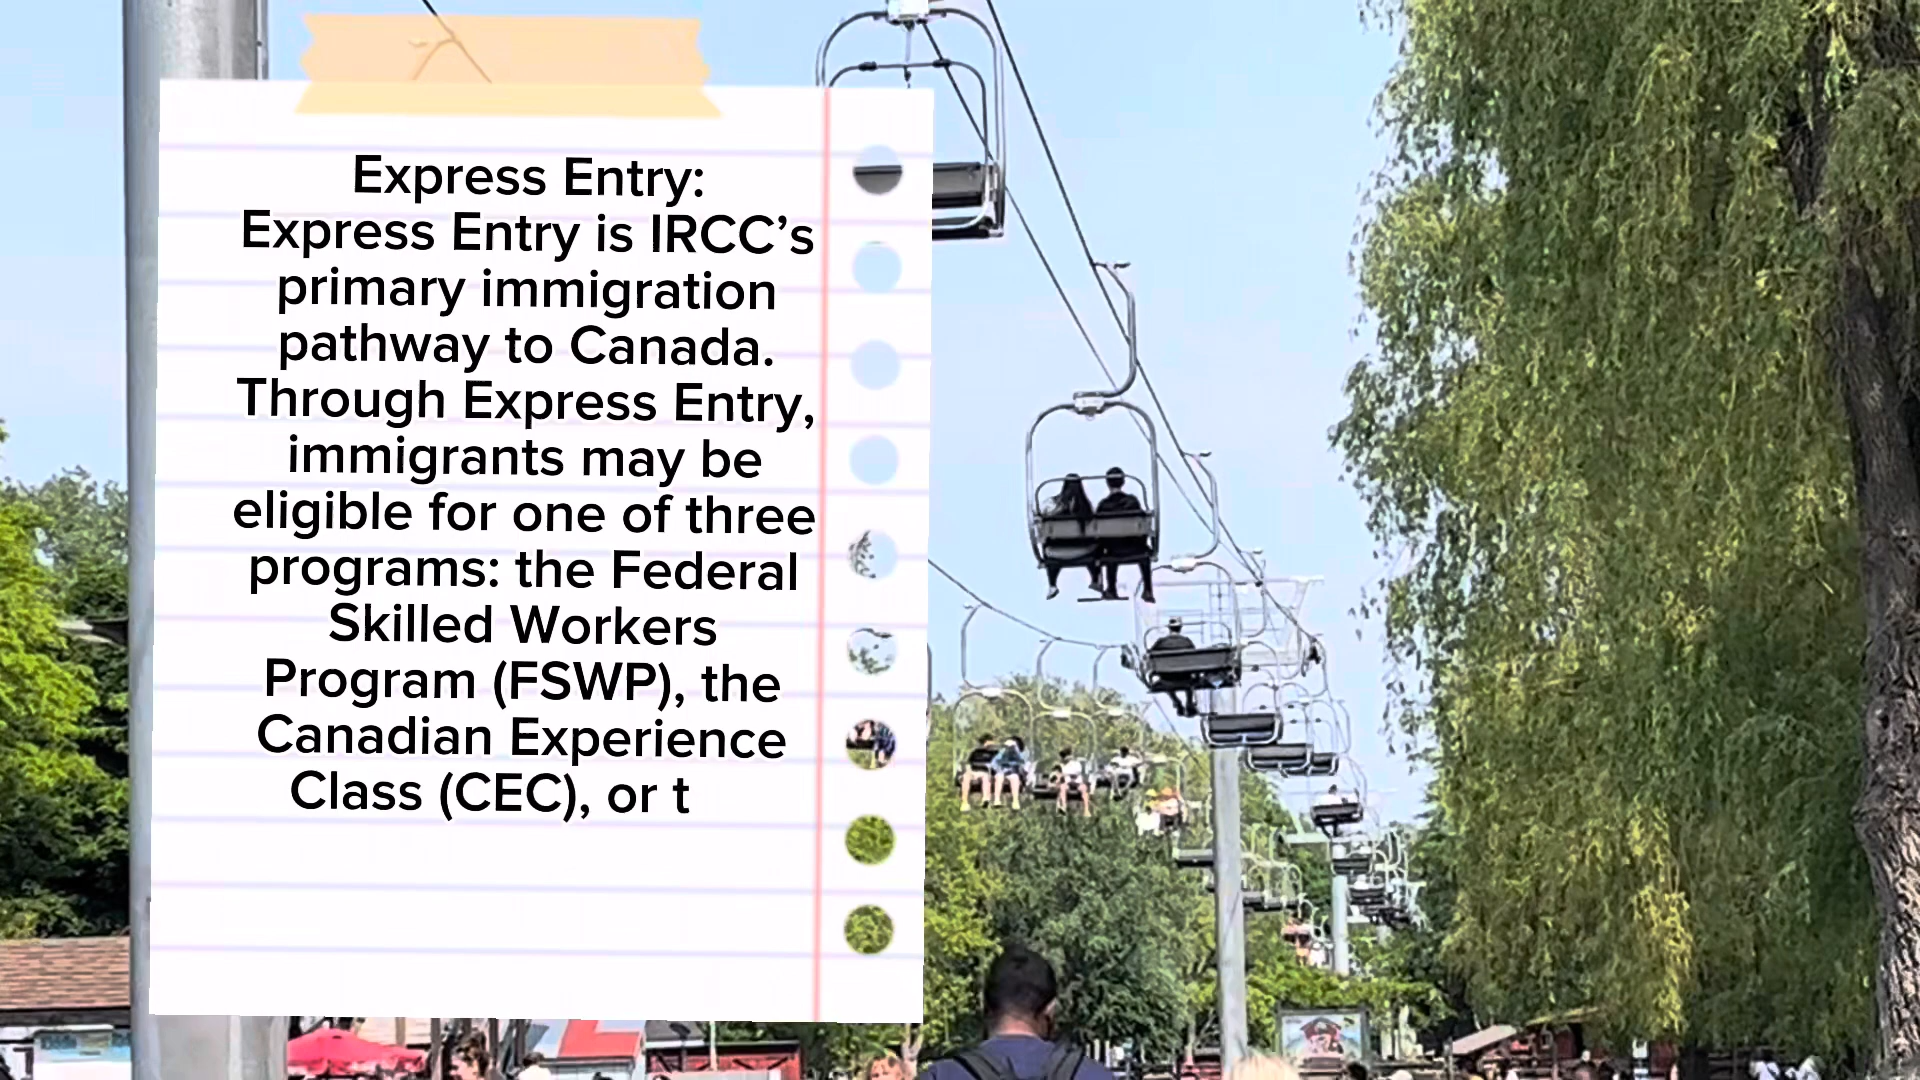 Express Entry:
Express Entry is IRCC’s
primary immigration
pathway to Canada.
Through Express Entry,
immigrants may be
eligible for one of three
programs: the Federal
Skilled Workers
Program (FSWP), the
Canadian Experience
Class (CEC), or t